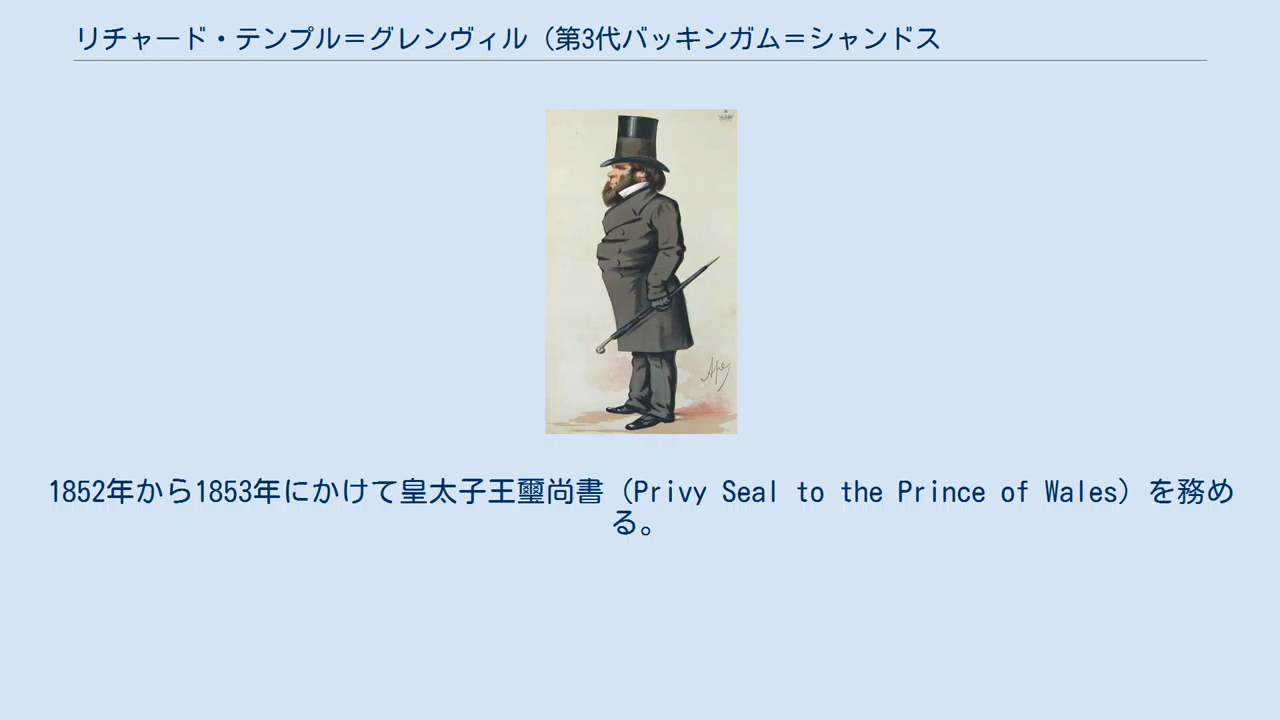 リチャード・テンプル＝グレンヴィル（第3代バッキンガム＝シャンドス
Ape
1852年から1853年にかけて皇太子王璽尚書（Privy Seal to the Prince of Wales）を務め
る。